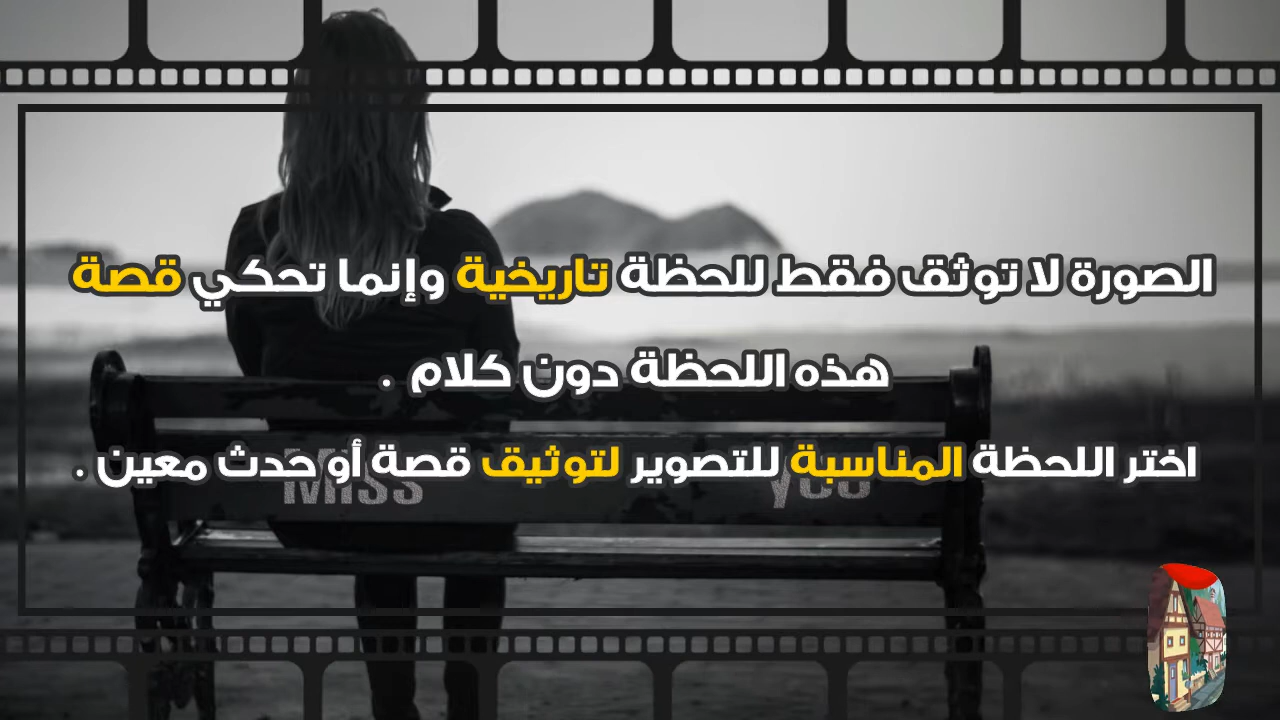 الصورة لا توثق فقط للحظة تاريخية وإنما تحكي قصة
هذه اللحظة دون كلام .
اختر اللحظة المناسبة للتصوير لتوثيق قصة أو حدث معين .
MISS you